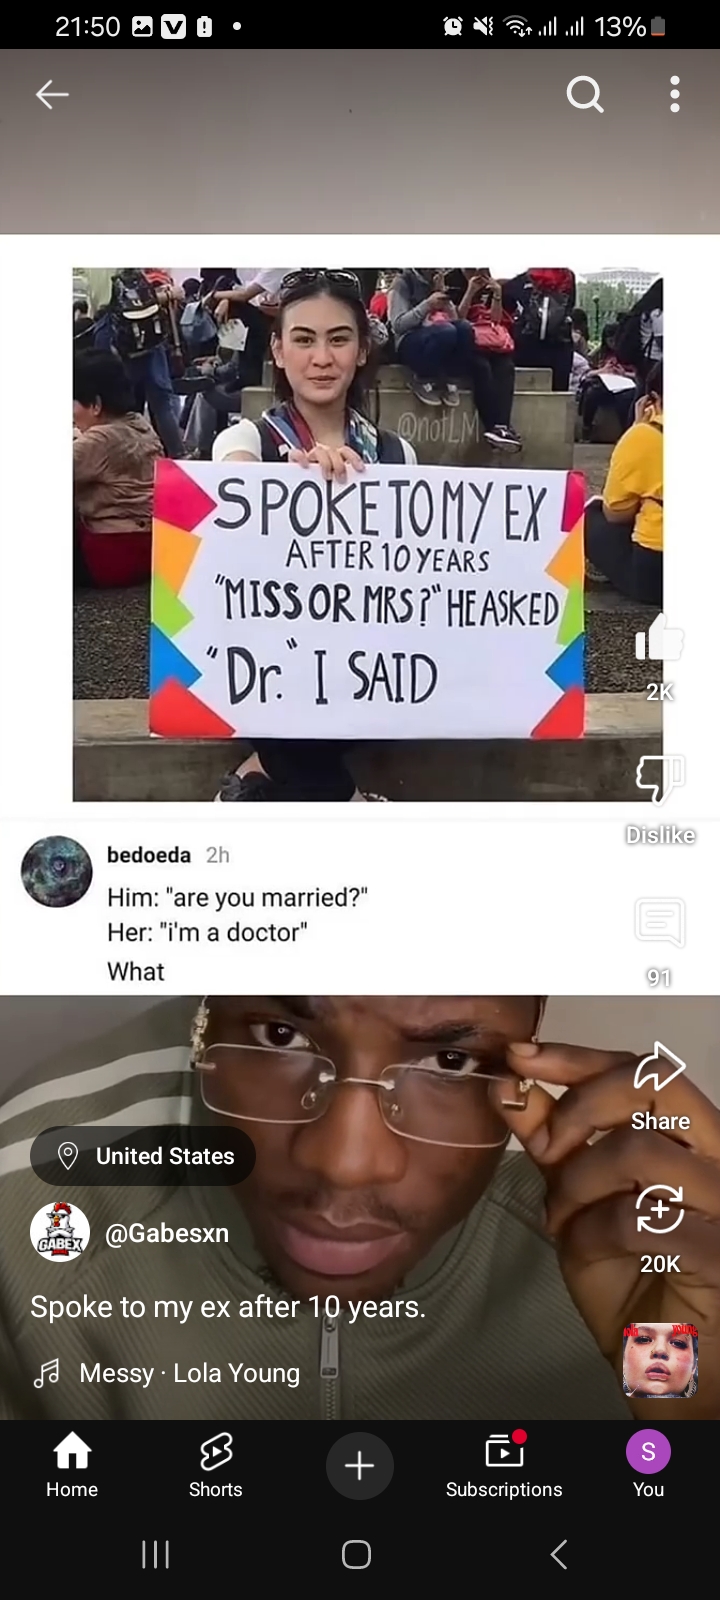 21:50
13%
@notLM
SPOKE TO MY EX
AFTER 10 YEARS
"MISS OR MRS?" HE ASKED
"Dr." I SAID
2K
Dislike
bedoeda 2h
Him: "are you married?"
Her: "i'm a doctor"
What
91
Share
United States
GABEX
@Gabesxn
20K
Spoke to my ex after 10 years.
Messy · Lola Young
Home
Shorts
Subscriptions
S
You